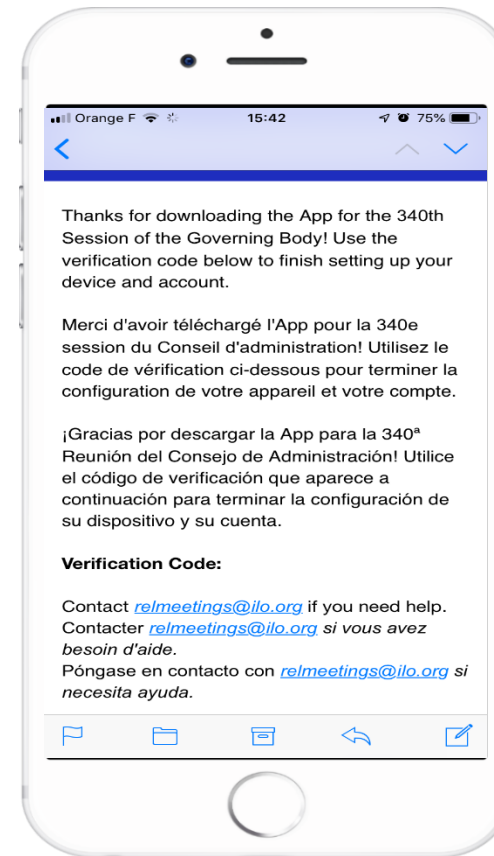 Orange F 15:42 75%
Thanks for downloading the App for the 340th
Session of the Governing Body! Use the
verification code below to finish setting up your
device and account.
Merci d'avoir téléchargé l'App pour la 340e
session du Conseil d'administration! Utilisez le
code de vérification ci-dessous pour terminer la
configuration de votre appareil et votre compte.
¡Gracias por descargar la App para la 340ª
Reunión del Consejo de Administración! Utilice
el código de verificación que aparece a
continuación para terminar la configuración de
su dispositivo y su cuenta.
Verification Code:
Contact relmeetings@ilo.org if you need help.
Contacter relmeetings@ilo.org si vous avez
besoin d'aide.
Póngase en contacto con relmeetings@ilo.org si
necesita ayuda.